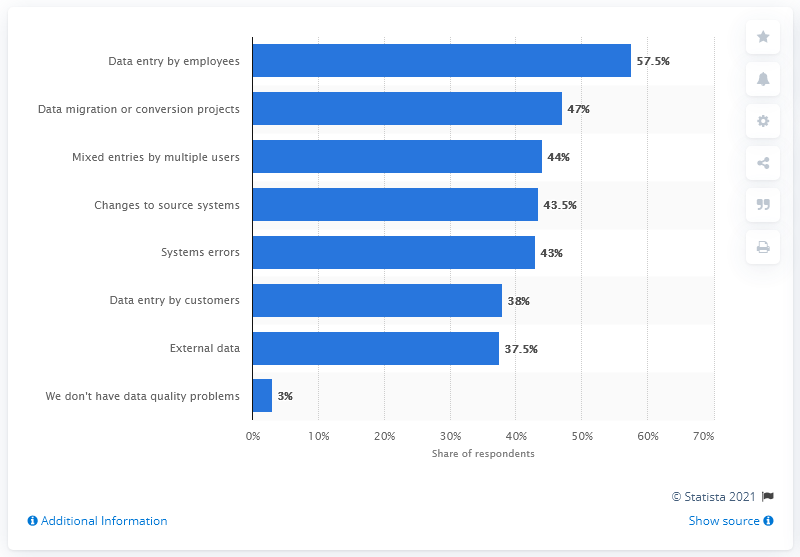 Data entry by employees 57.5%
Data migration or conversion projects 47%
Mixed entries by multiple users 44%
Changes to source systems 43.5%
Systems errors 43%
Data entry by customers 38%
External data 37.5%
We don't have data quality problems 3%
0% 10% 20% 30% 40% 50% 60% 70%
Share of respondents
© Statista 2021
Additional Information Show source